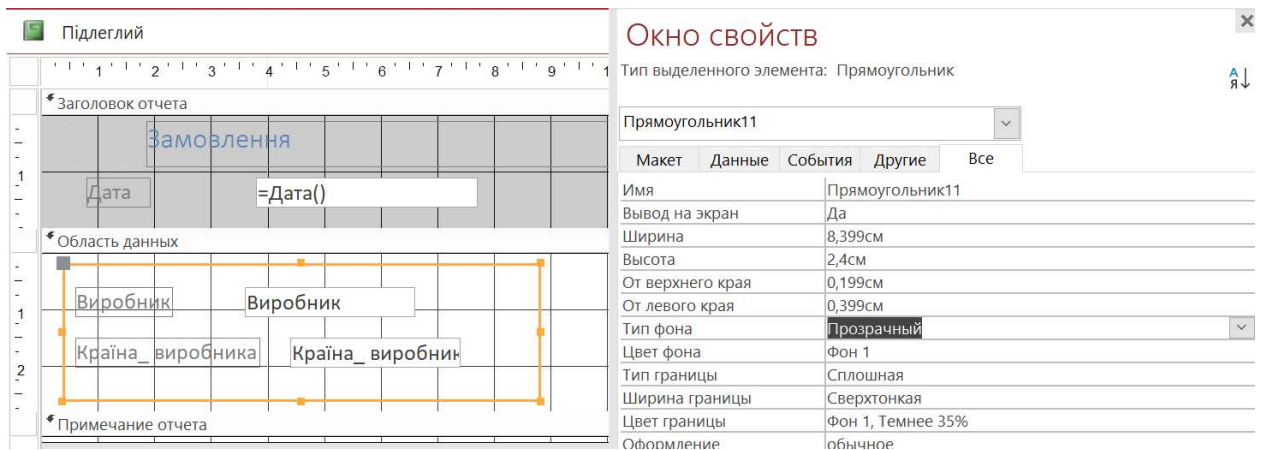 Підлеглий
1 2 3 4 5 6 7 8 9 1
Заголовок отчета
Замовлення
1
Дата =Дата()
Область данных
Виробник Виробник
1
Країна_ виробника Країна_ виробник
2
Примечание отчета
Окно свойств
Тип выделенного элемента: Прямоугольник
А
Я
Прямоугольник11
Макет Данные События Другие Все
Имя Прямоугольник11
Вывод на экран Да
Ширина 8,399см
Высота 2,4см
От верхнего края 0,199см
От левого края 0,399см
Тип фона Прозрачный
Цвет фона Фон 1
Тип границы Сплошная
Ширина границы Сверхтонкая
Цвет границы Фон 1, Темнее 35%
Оформление обычное